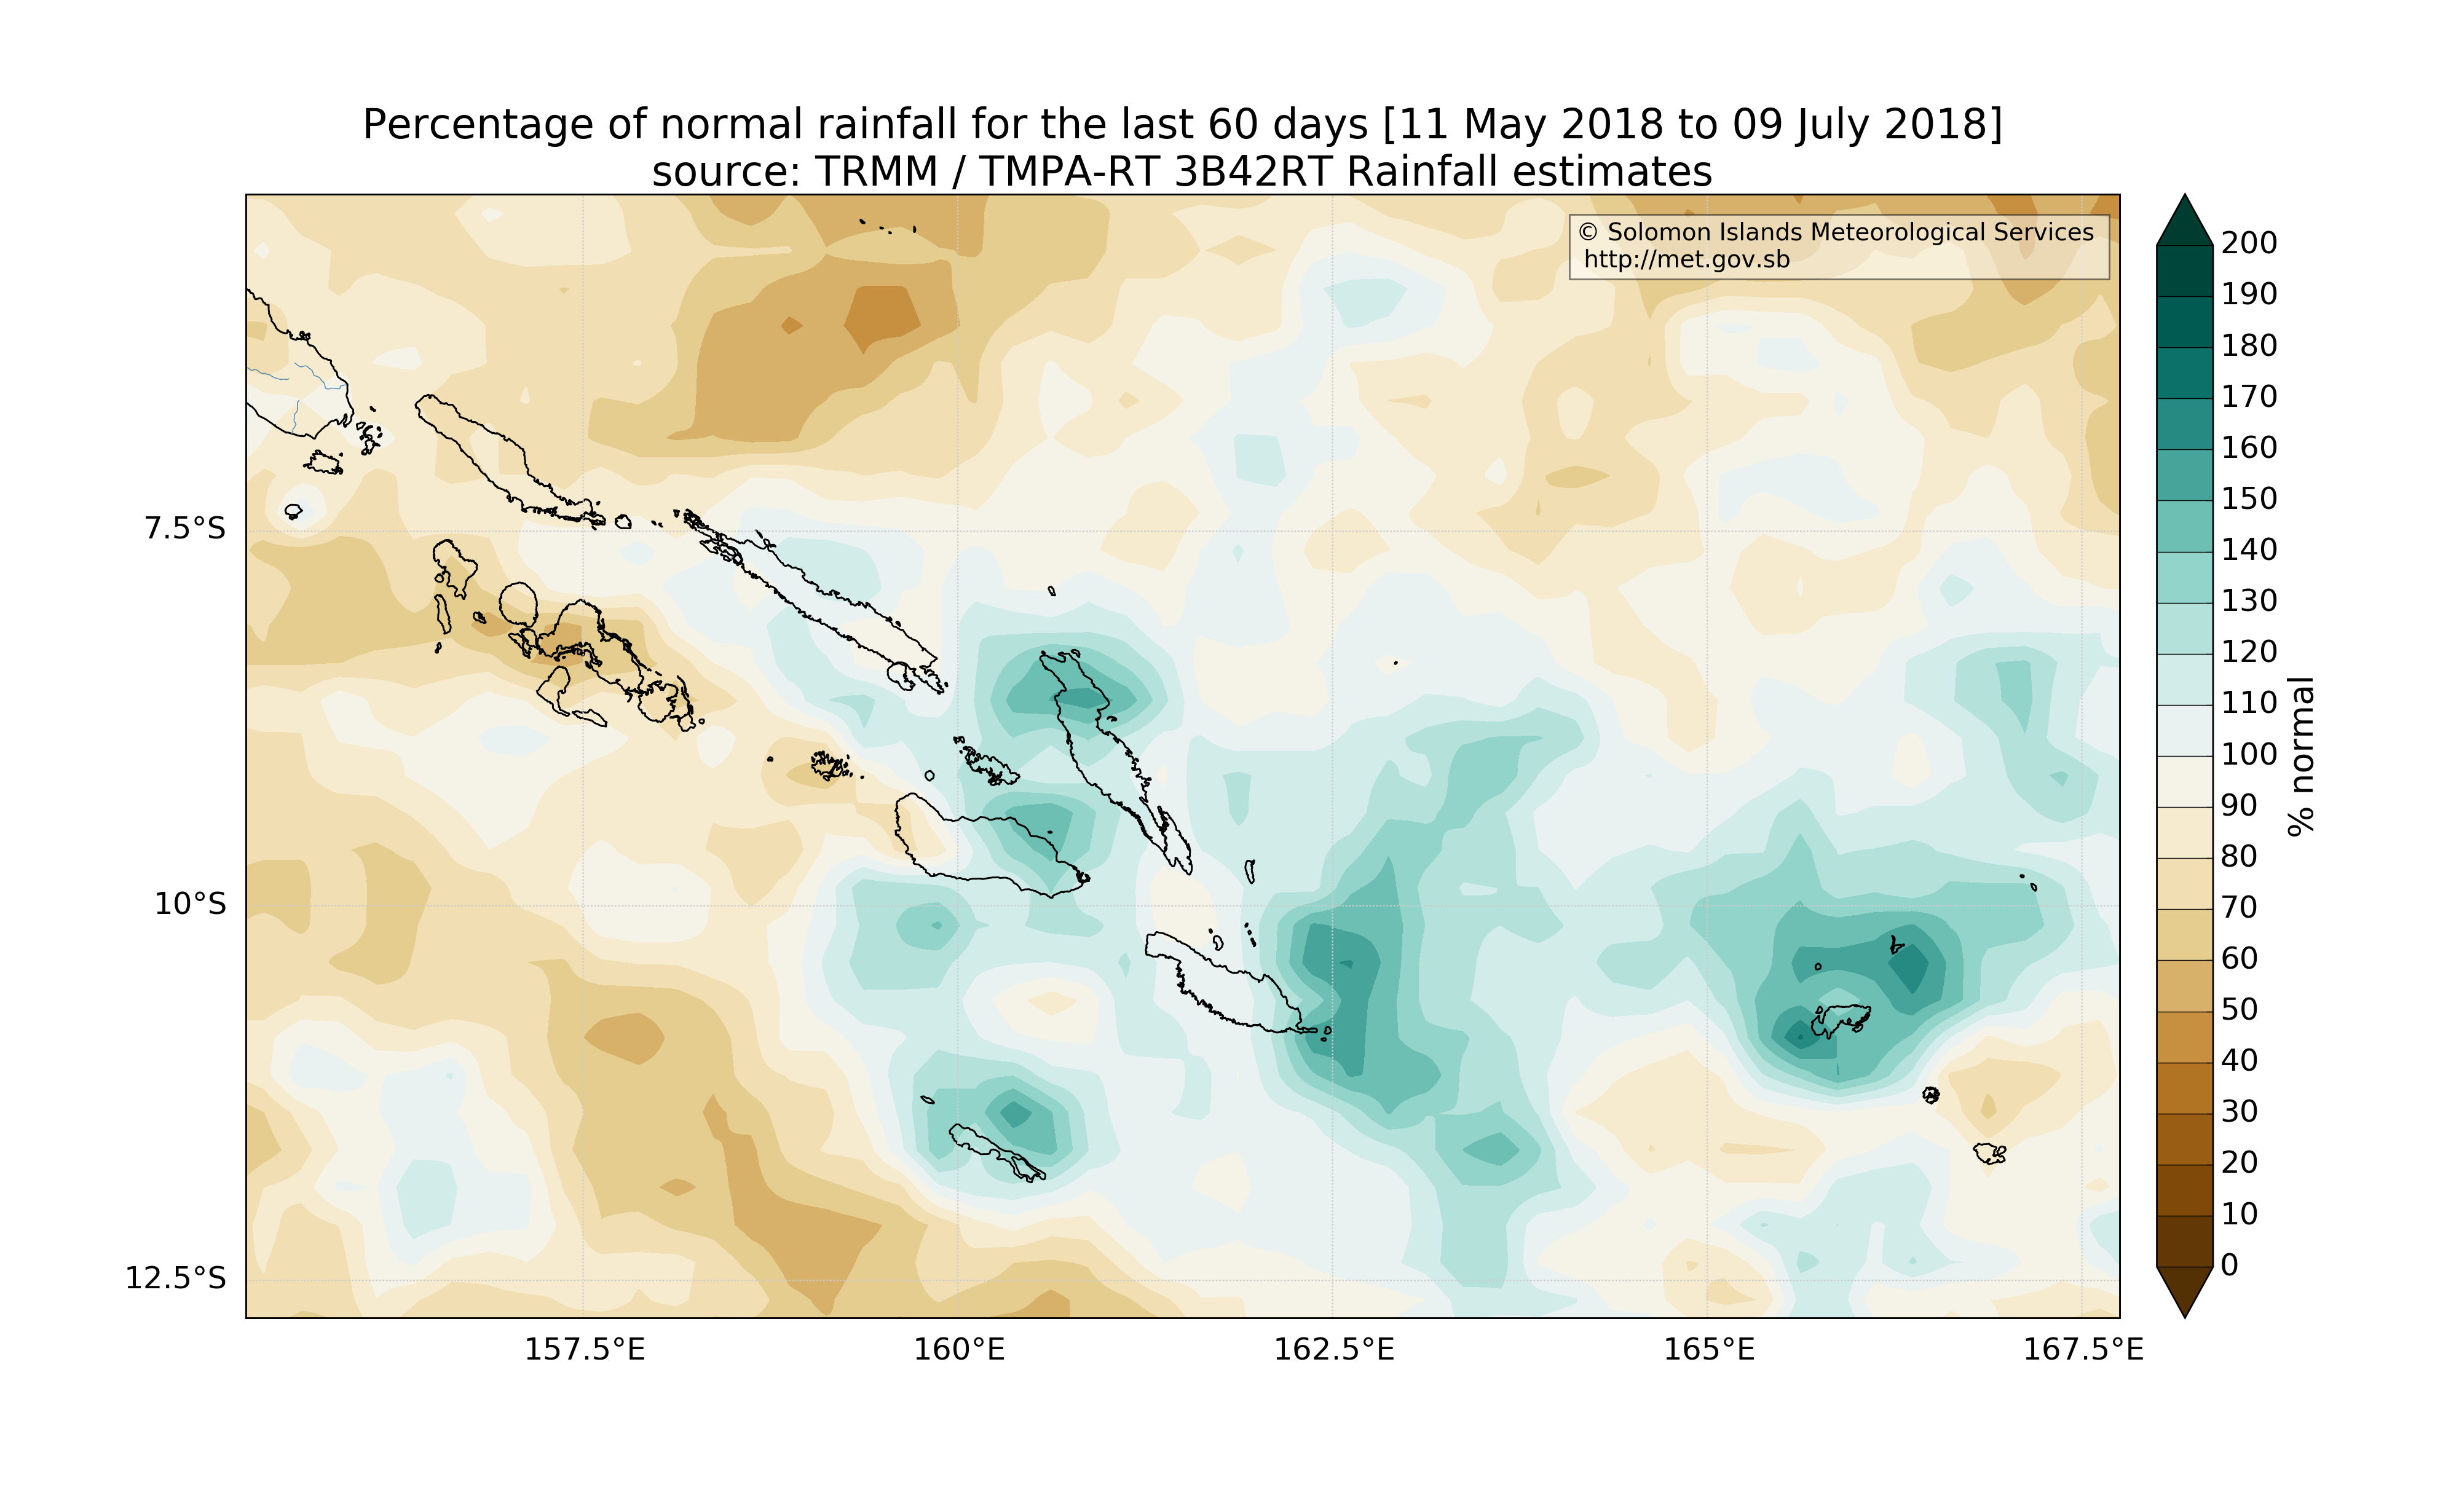 Percentage of normal rainfall for the last 60 days [11 May 2018 to 09 July 2018]
source: TRMM / TMPA-RT 3B42RT Rainfall estimates
© Solomon Islands Meteorological Services
http://met.gov.sb
7.5°S
10°S
12.5°S
157.5°E
160°E
162.5°E
165°E
167.5°E
200
190
180
170
160
150
140
130
120
110
100
90
80
70
60
50
40
30
20
10
0
% normal